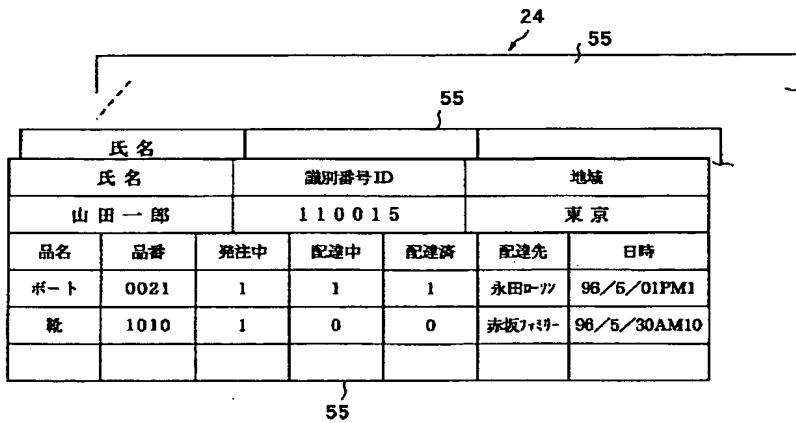 24
55
55
氏名
氏名 識別番号ID 地域
山田一郎 110015 東京
品名 品番 発注中 配達中 配達済 配達先 日時
ボート 0021 1 1 1 永田ローソン 96/5/01PM1
靴 1010 1 0 0 赤坂ファミリー 96/5/30AM10
55